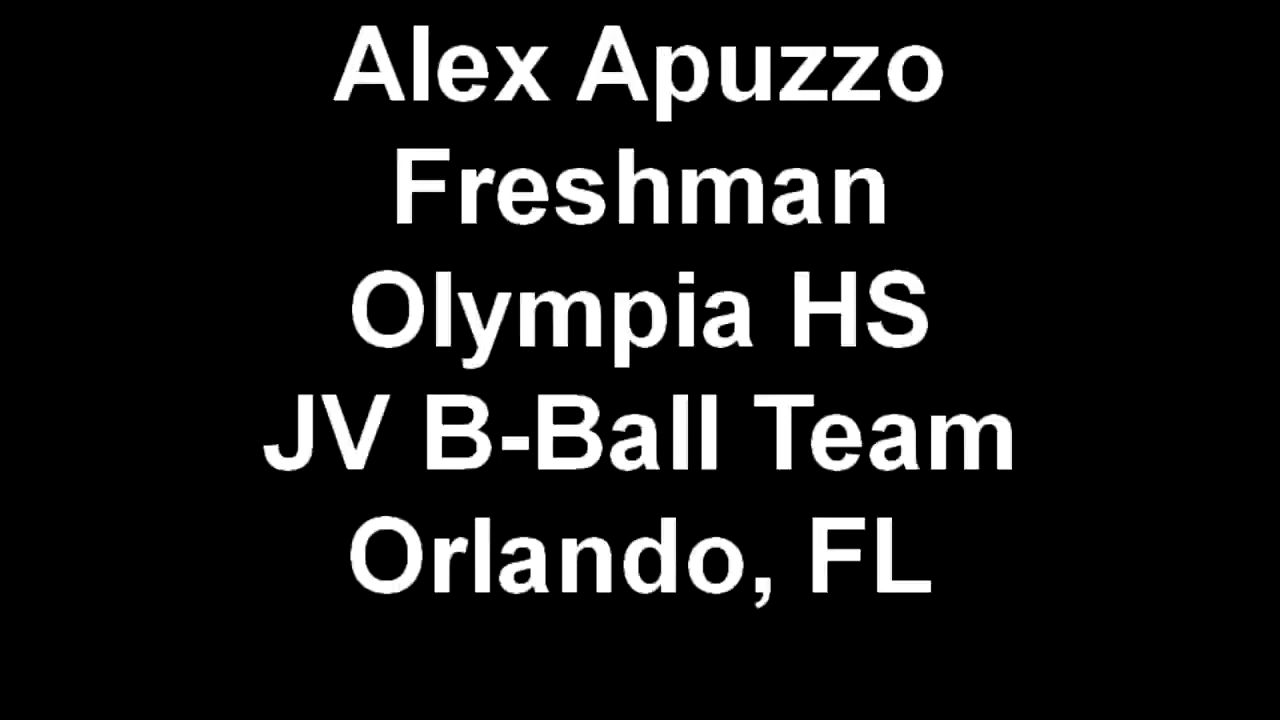 Alex Apuzzo
Freshman
Olympia HS
JV B-Ball Team
Orlando, FL